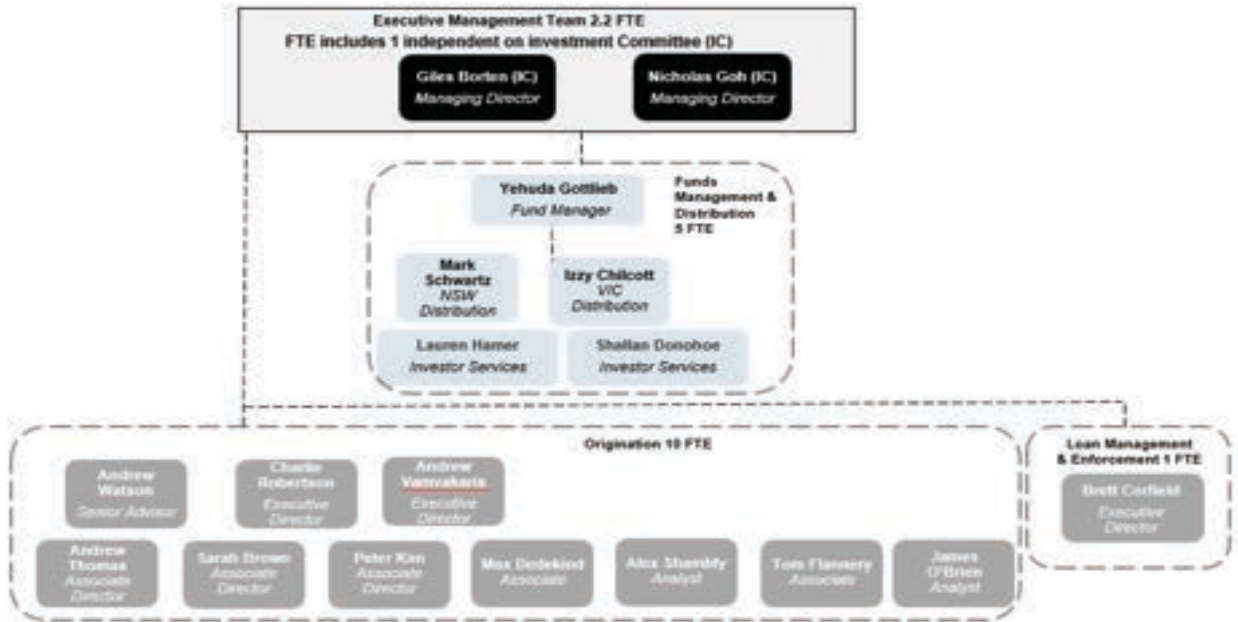 Executive Management Team 2.2 FTE
FTE includes 1 independent on investment Committee (IC)
Giles Borten (IC)
Managing Director
Nicholas Goh (IC)
Managing Director
Yehuda Gottlieb
Fund Manager
Funds
Management &
Distribution
5 FTE
Mark
Schwartz
NSW
Distribution
Izzy Chilcott
VIC
Distribution
Lauren Hamer
Investor Services
Shallan Donohoe
Investor Services
Origination 10 FTE
Andrew
Watson
Senior Advisor
Charlie
Robertson
Executive
Director
Andrew
Vamvakaris
Executive
Director
Loan Management
& Enforcement 1 FTE
Brett Corfield
Executive
Director
Andrew
Thomas
Associate
Director
Sarah Brown
Associate
Director
Peter Kim
Associate
Director
Max Dedekind
Associate
Alex
Analyst
Tom Flannery
Associate
James
O'Brien
Analyst